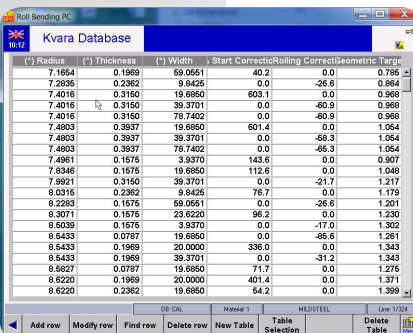 Roll Bending PC
10:12 Kvara Database
(*) Radius (*) Thickness (*) Width Start Correctic Rolling Correcti Geometric Targe
7.1654 0.1969 59.0551 40.2 0.0 0.785
7.2835 0.2362 9.8425 0.0 -26.6 0.864
7.4016 0.3150 19.6850 603.1 0.0 0.968
7.4016 0.3150 39.3701 0.0 -60.9 0.968
7.4016 0.3150 78.7402 0.0 -60.9 0.968
7.4803 0.3937 19.6850 601.4 0.0 1.054
7.4803 0.3937 39.3701 0.0 -58.3 1.054
7.4803 0.3937 78.7402 0.0 -65.3 1.054
7.4961 0.1575 3.9370 143.6 0.0 0.907
7.8346 0.1575 19.6850 112.6 0.0 1.048
7.9921 0.3150 39.3701 0.0 -21.7 1.217
8.0315 0.2362 9.8425 76.7 0.0 1.179
8.2283 0.1575 59.0551 0.0 -26.6 1.201
8.3071 0.1575 23.6220 96.2 0.0 1.230
8.5039 0.1575 3.9370 0.0 -17.0 1.302
8.5433 0.0787 19.6850 0.0 -85.6 1.261
8.5433 0.1969 20.0000 336.0 0.0 1.343
8.5433 0.1969 39.3701 0.0 -31.2 1.343
8.5827 0.0787 19.6850 71.7 0.0 1.275
8.6220 0.1969 20.0000 401.4 0.0 1.371
8.6220 0.2362 19.6850 54.2 0.0 1.399
DB: CAL Material: 1 MILDSTEEL Line: 1/324
Add row Modify row Find row Delete row New Table Table Selection Delete Table